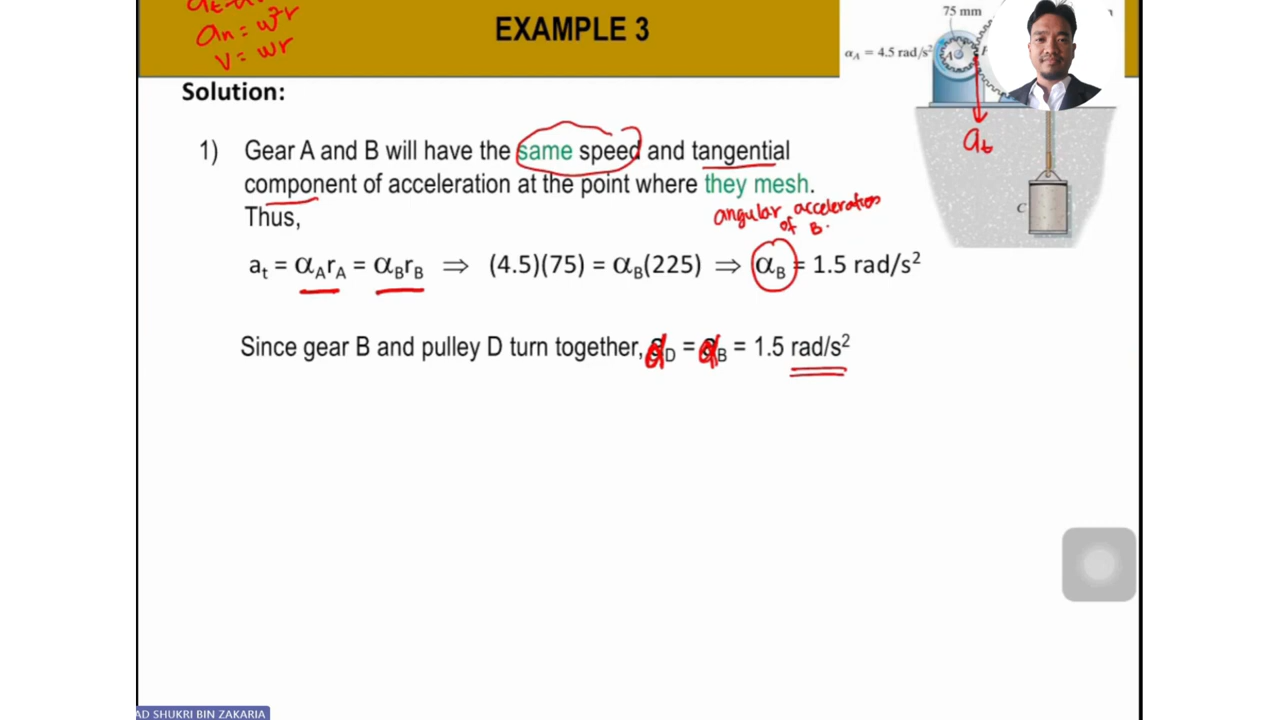 an = ω²r
v = ωr
EXAMPLE 3
75 mm
αA = 4.5 rad/s²
A
at
C
Solution:
1) Gear A and B will have the same speed and tangential
component of acceleration at the point where they mesh.
Thus,
angular acceleration
of B.
at = αArA = αBrB ⇒ (4.5)(75) = αB(225) ⇒ αB = 1.5 rad/s²
Since gear B and pulley D turn together, αD = αB = 1.5 rad/s²
AD SHUKRI BIN ZAKARIA